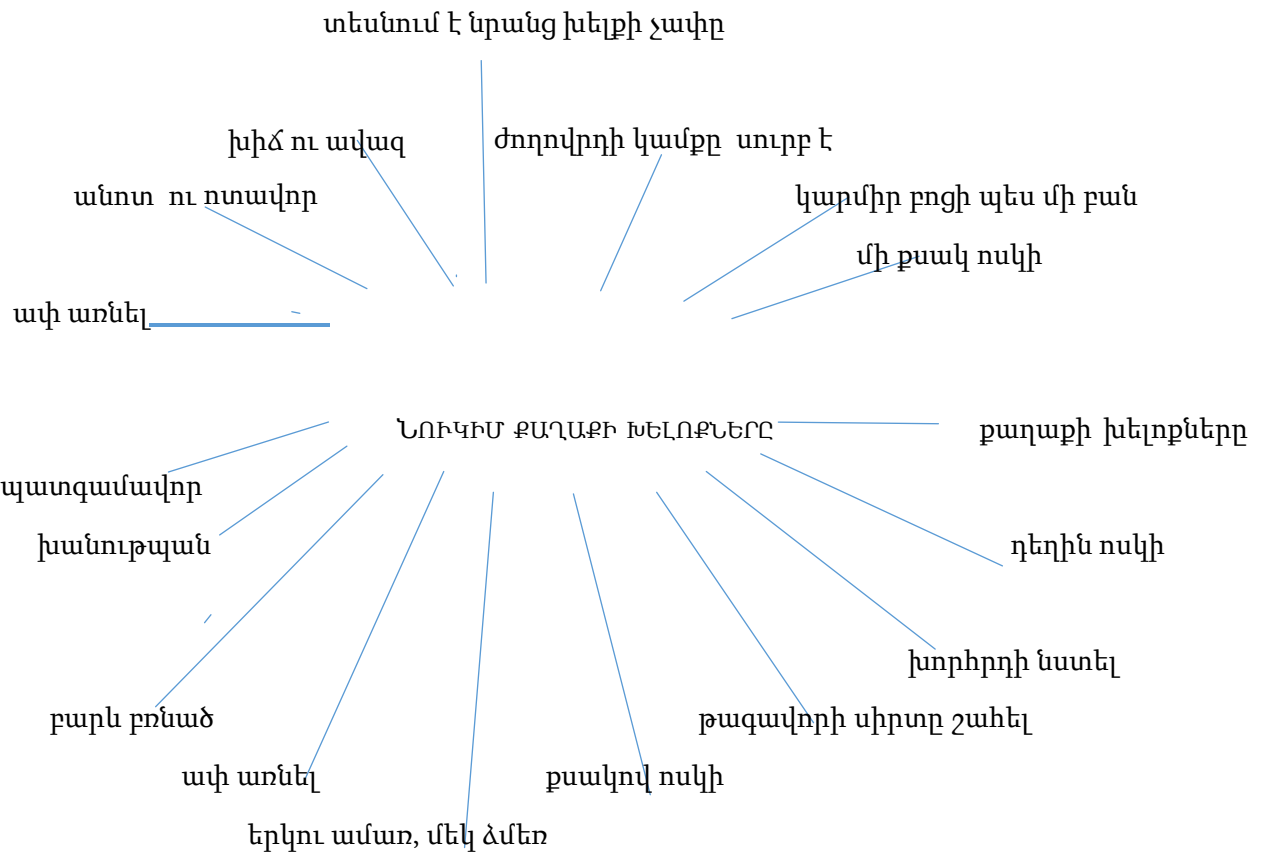 տեսնում է նրանց խելքի չափը
խիճ ու ավազ
ժողովրդի կամքը սուրբ է
անոտ ու ոտավոր
կարմիր բոցի պես մի բան
մի քսակ ոսկի
ափ առնել
ՆՈՒԿԻՄ ՔԱՂԱՔԻ ԽԵԼՈՔՆԵՐԸ
քաղաքի խելոքները
պատգամավոր
խանութպան
դեղին ոսկի
խորհրդի նստել
բարև բռնած
թագավորի սիրտը շահել
ափ առնել
քսակով ոսկի
երկու ամառ, մեկ ձմեռ